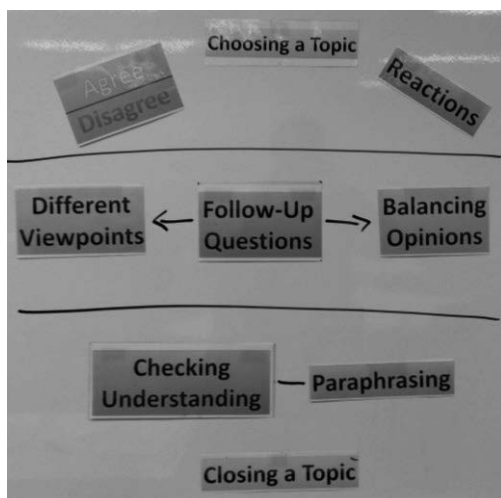 Choosing a Topic
Agree
Disagree
Reactions
Different
Viewpoints
Follow-Up
Questions
Balancing
Opinions
Checking
Understanding
Paraphrasing
Closing a Topic